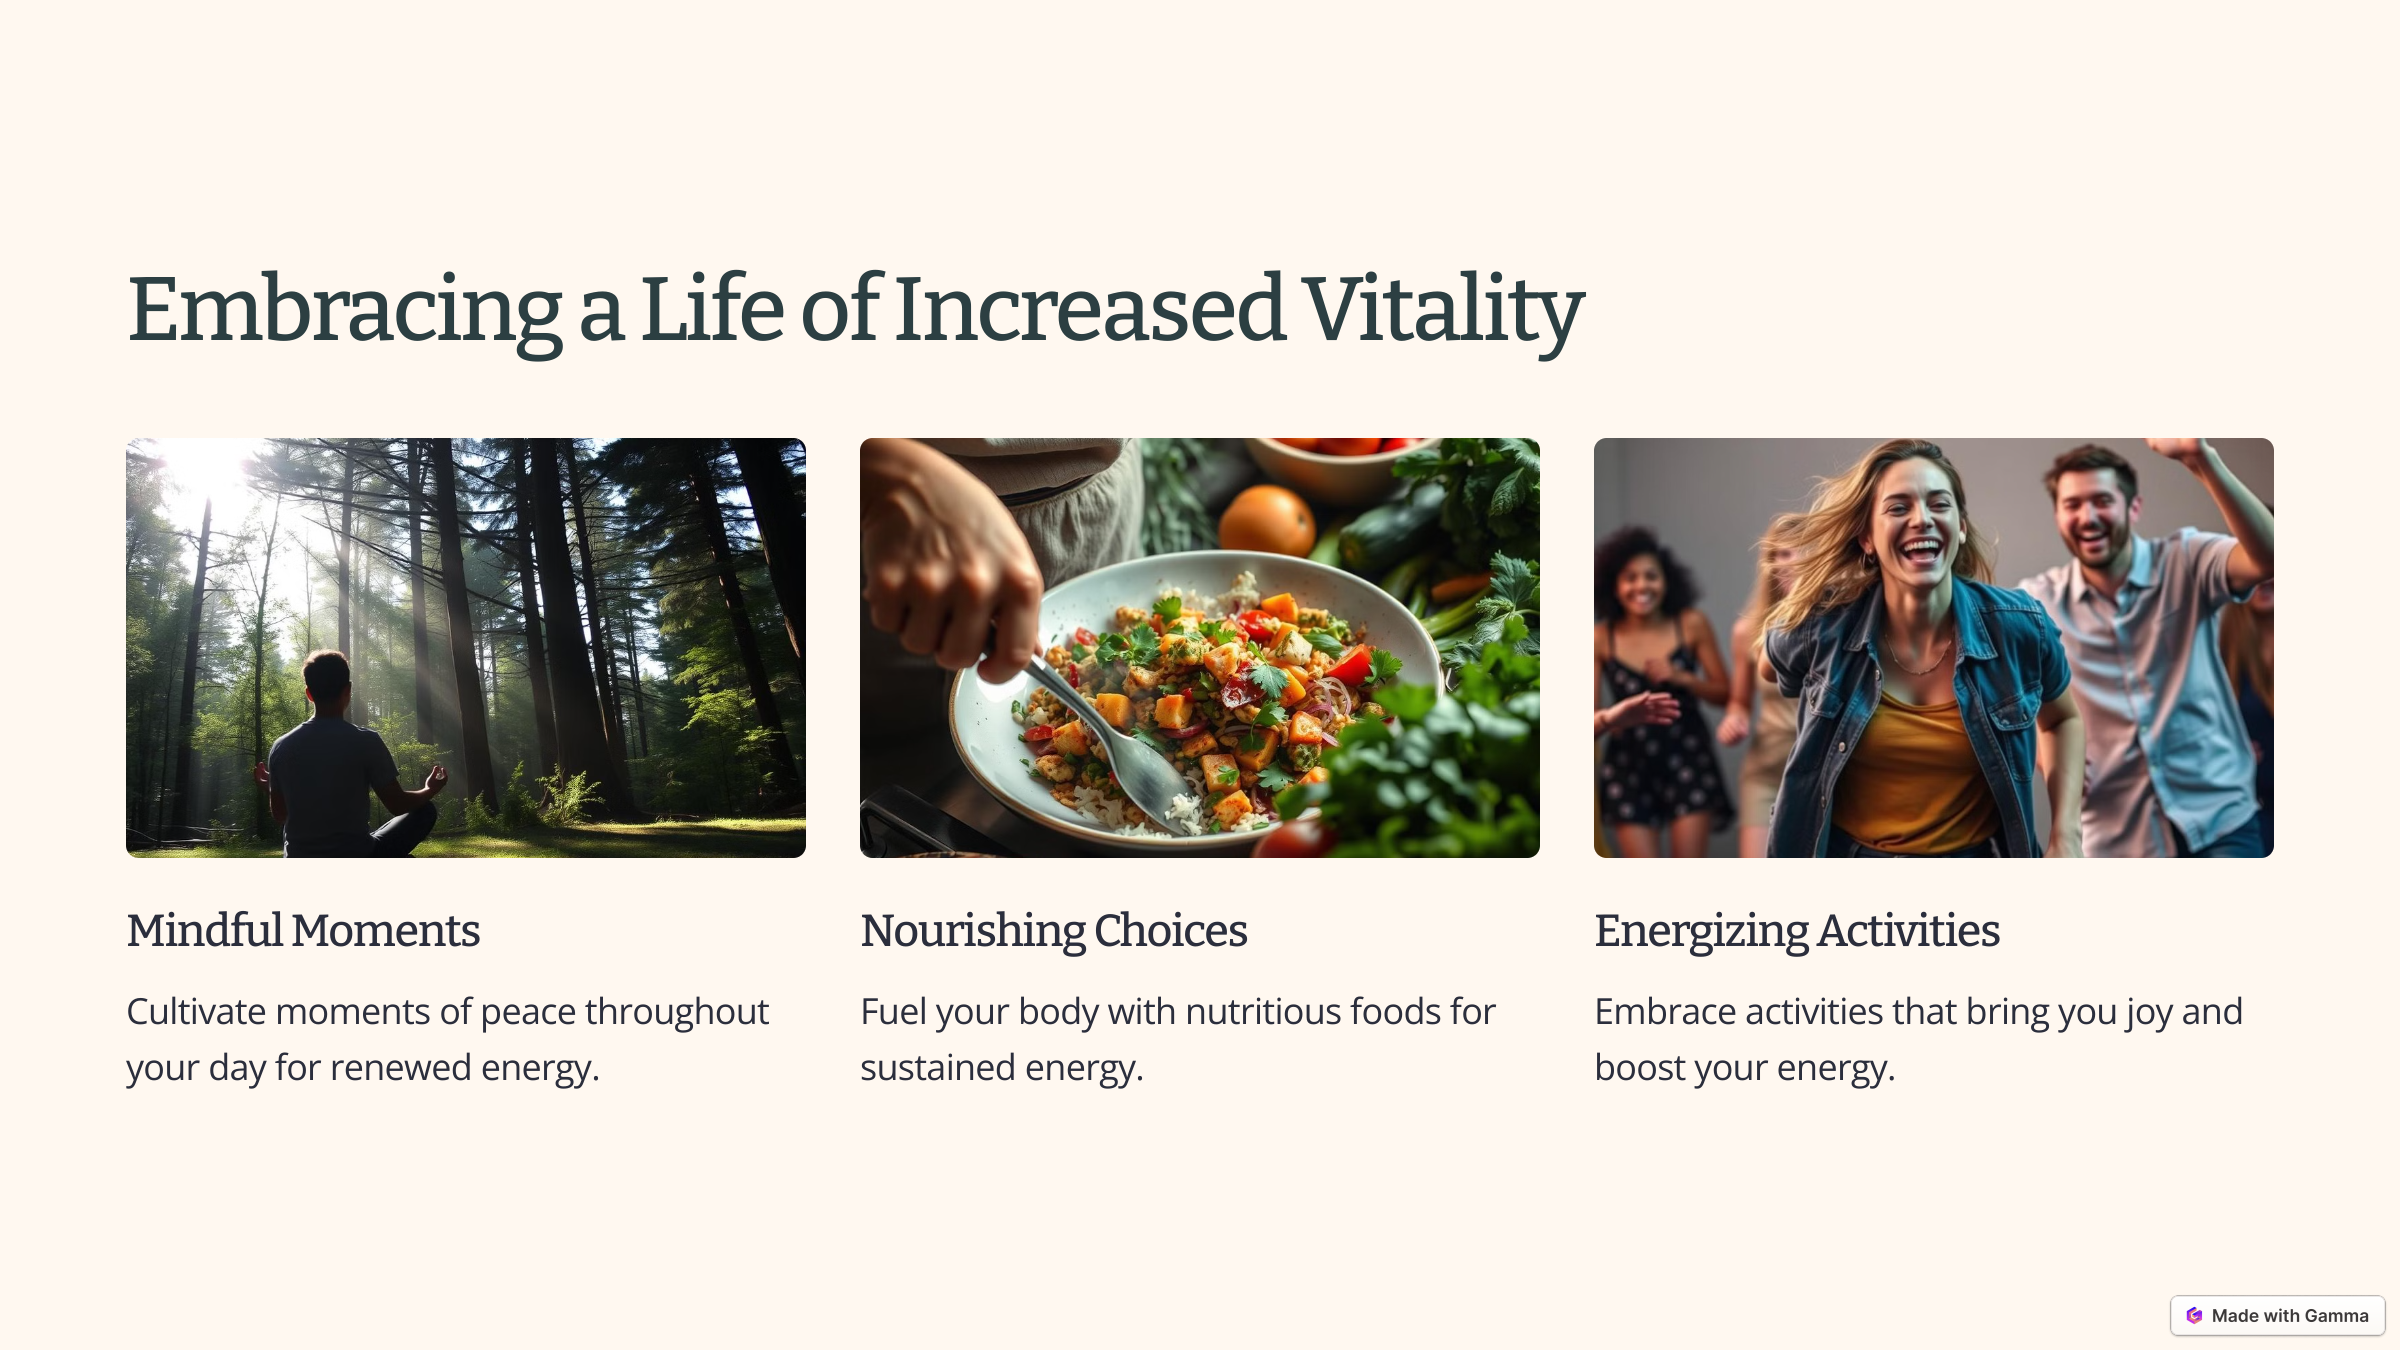 Embracing a Life of Increased Vitality
Mindful Moments
Cultivate moments of peace throughout
your day for renewed energy.
Nourishing Choices
Fuel your body with nutritious foods for
sustained energy.
Energizing Activities
Embrace activities that bring you joy and
boost your energy.
Made with Gamma